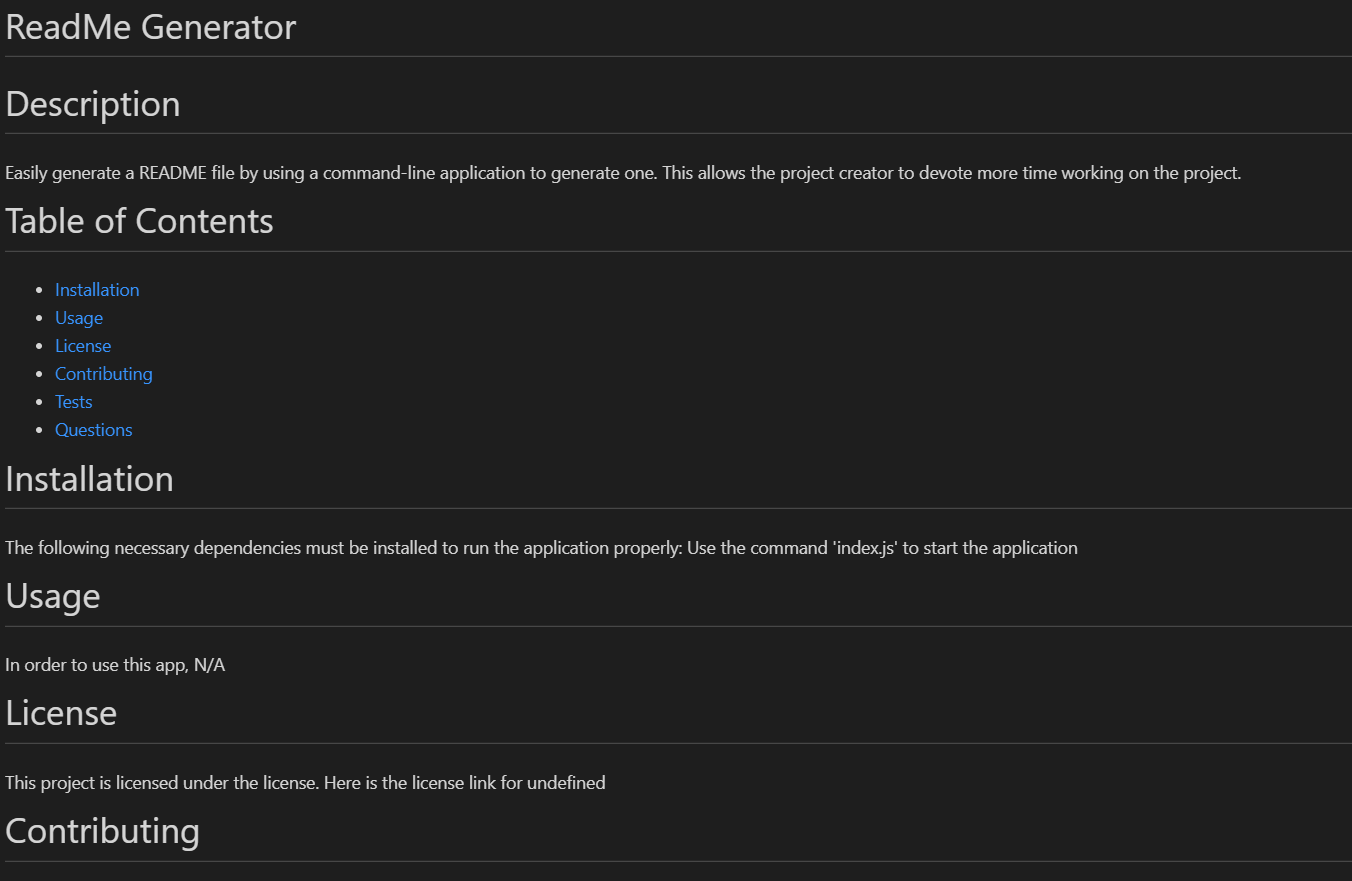 ReadMe Generator
Description
Easily generate a README file by using a command-line application to generate one. This allows the project creator to devote more time working on the project.
Table of Contents
Installation
Usage
License
Contributing
Tests
Questions
Installation
The following necessary dependencies must be installed to run the application properly: Use the command 'index.js' to start the application
Usage
In order to use this app, N/A
License
This project is licensed under the license. Here is the license link for undefined
Contributing